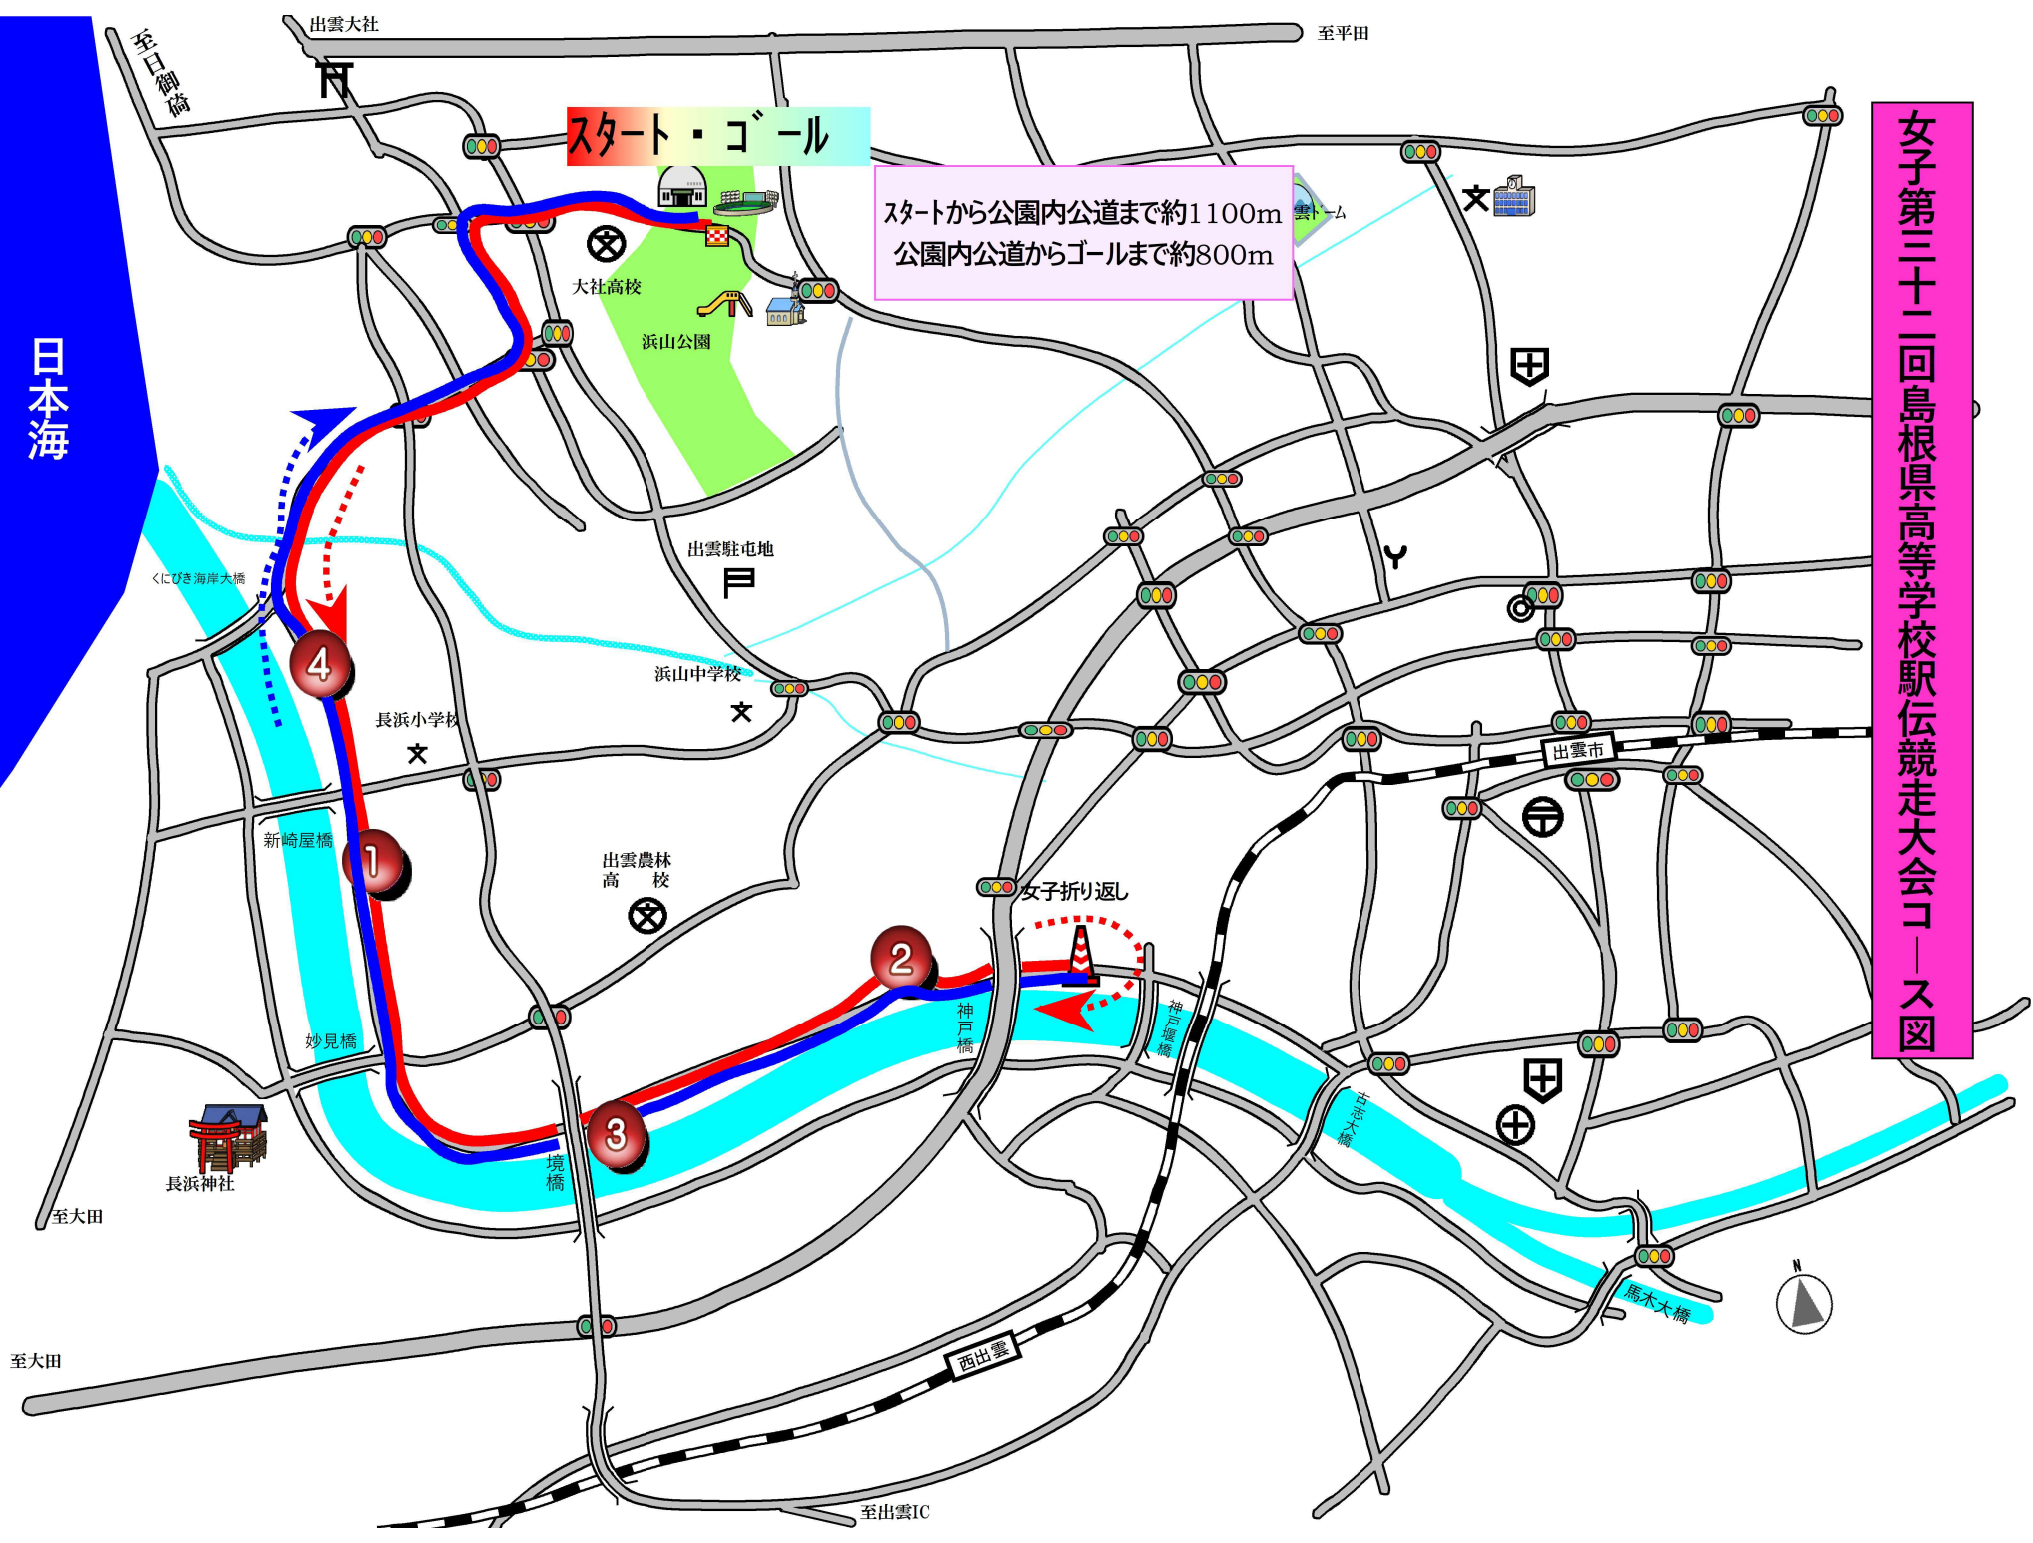 出雲大社
至平田
至日御碕
スタート・ゴール
スタートから公園内公道まで約1100m
公園内公道からゴールまで約800m
雲ドーム
女子第三十二回島根県高等学校駅伝競走大会コース図
大社高校
浜山公園
日本海
出雲駐屯地
くにびき海岸大橋
4
浜山中学校
長浜小学校
出雲市
新崎屋橋
1
出雲農林
高 校
女子折り返し
2
神戸橋
神戸堰橋
妙見橋
古志大橋
3
境橋
長浜神社
至大田
N
馬木大橋
西出雲
至大田
至出雲IC